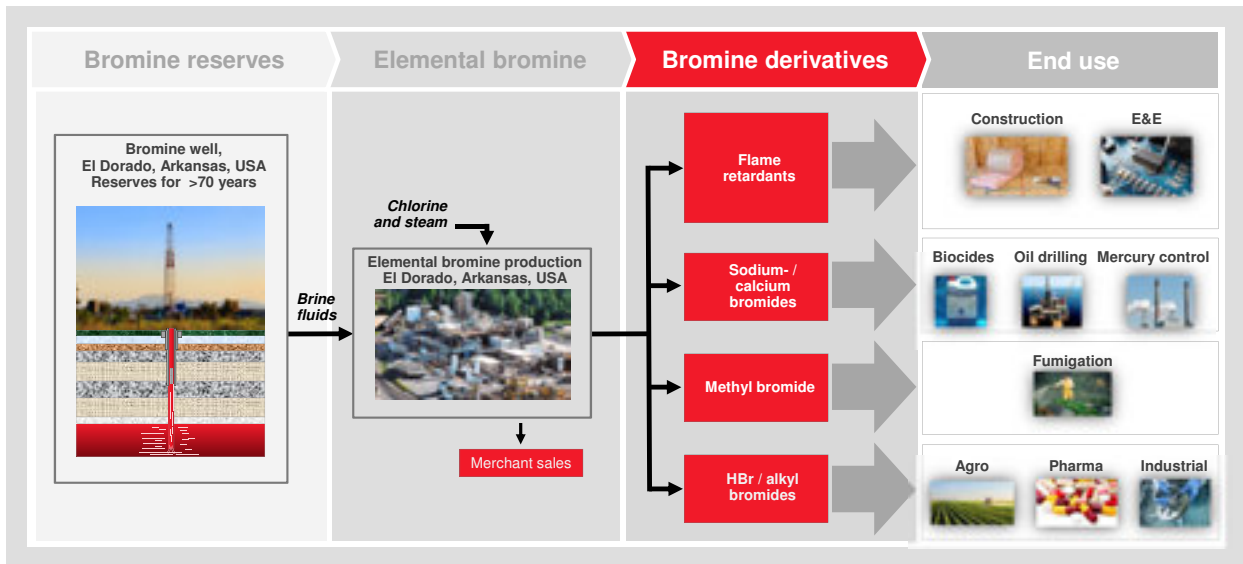 Bromine reserves
Elemental bromine
Bromine derivatives
End use
Bromine well,
El Dorado, Arkansas, USA
Reserves for >70 years
Brine
fluids
Chlorine
and steam
Elemental bromine production
El Dorado, Arkansas, USA
Merchant sales
Flame
retardants
Sodium- /
calcium
bromides
Methyl bromide
HBr / alkyl
bromides
Construction
E&E
Biocides
Oil drilling
Mercury control
Fumigation
Agro
Pharma
Industrial